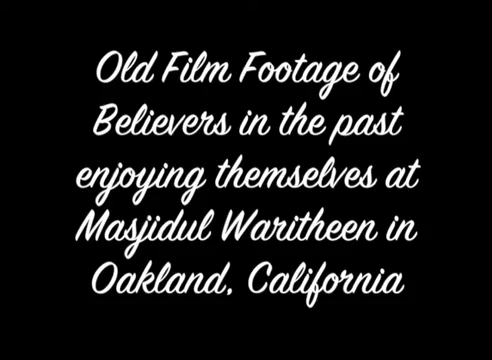 Old Film Footage of
Believers in the past
enjoying themselves at
Masjidul Waritheen in
Oakland, California